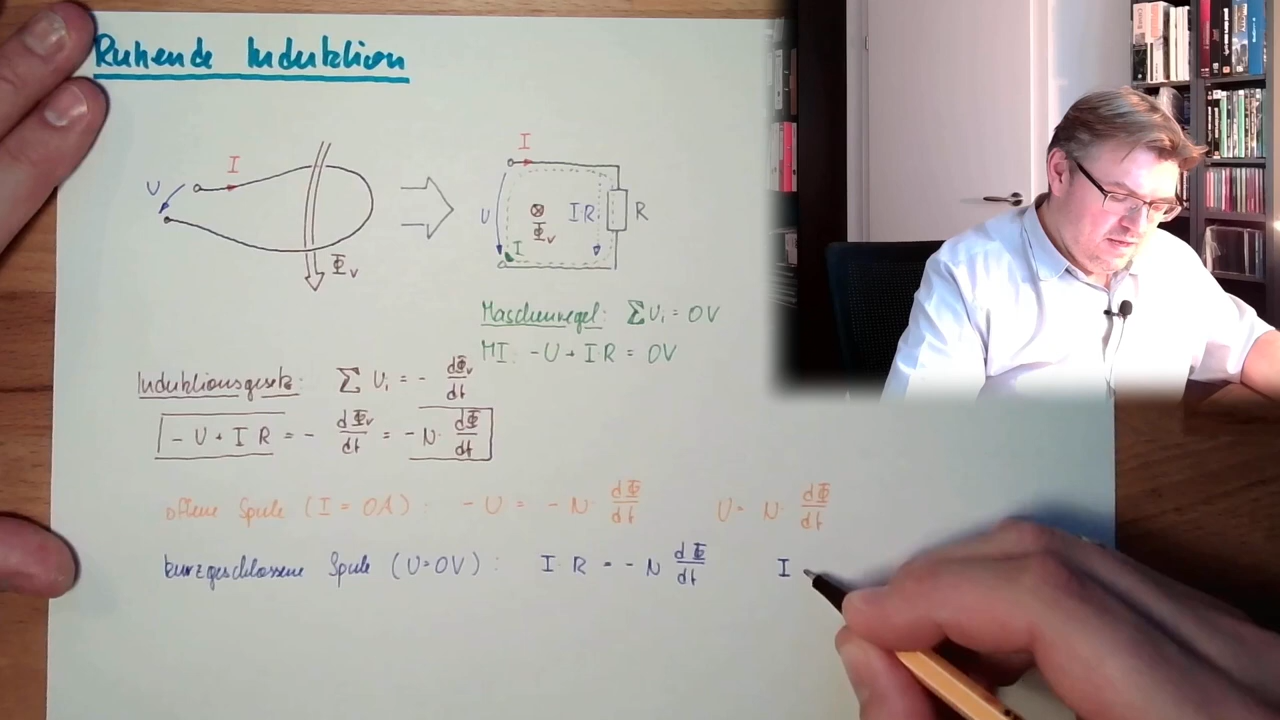 Ruhende Induktion
I
U
Φv
I
U
Φv
I R
R
I
Maschenregel: Σ Ui = 0V
MI: -U + I R = 0V
Induktionsgesetz: Σ Ui = - dΦv/dt
-U + I R = - dΦv/dt = -N · dΦ/dt
offene Spule (I = 0A): -U = -N · dΦ/dt U = N · dΦ/dt
kurzgeschlossene Spule (U=0V): I R = -N dΦ/dt I